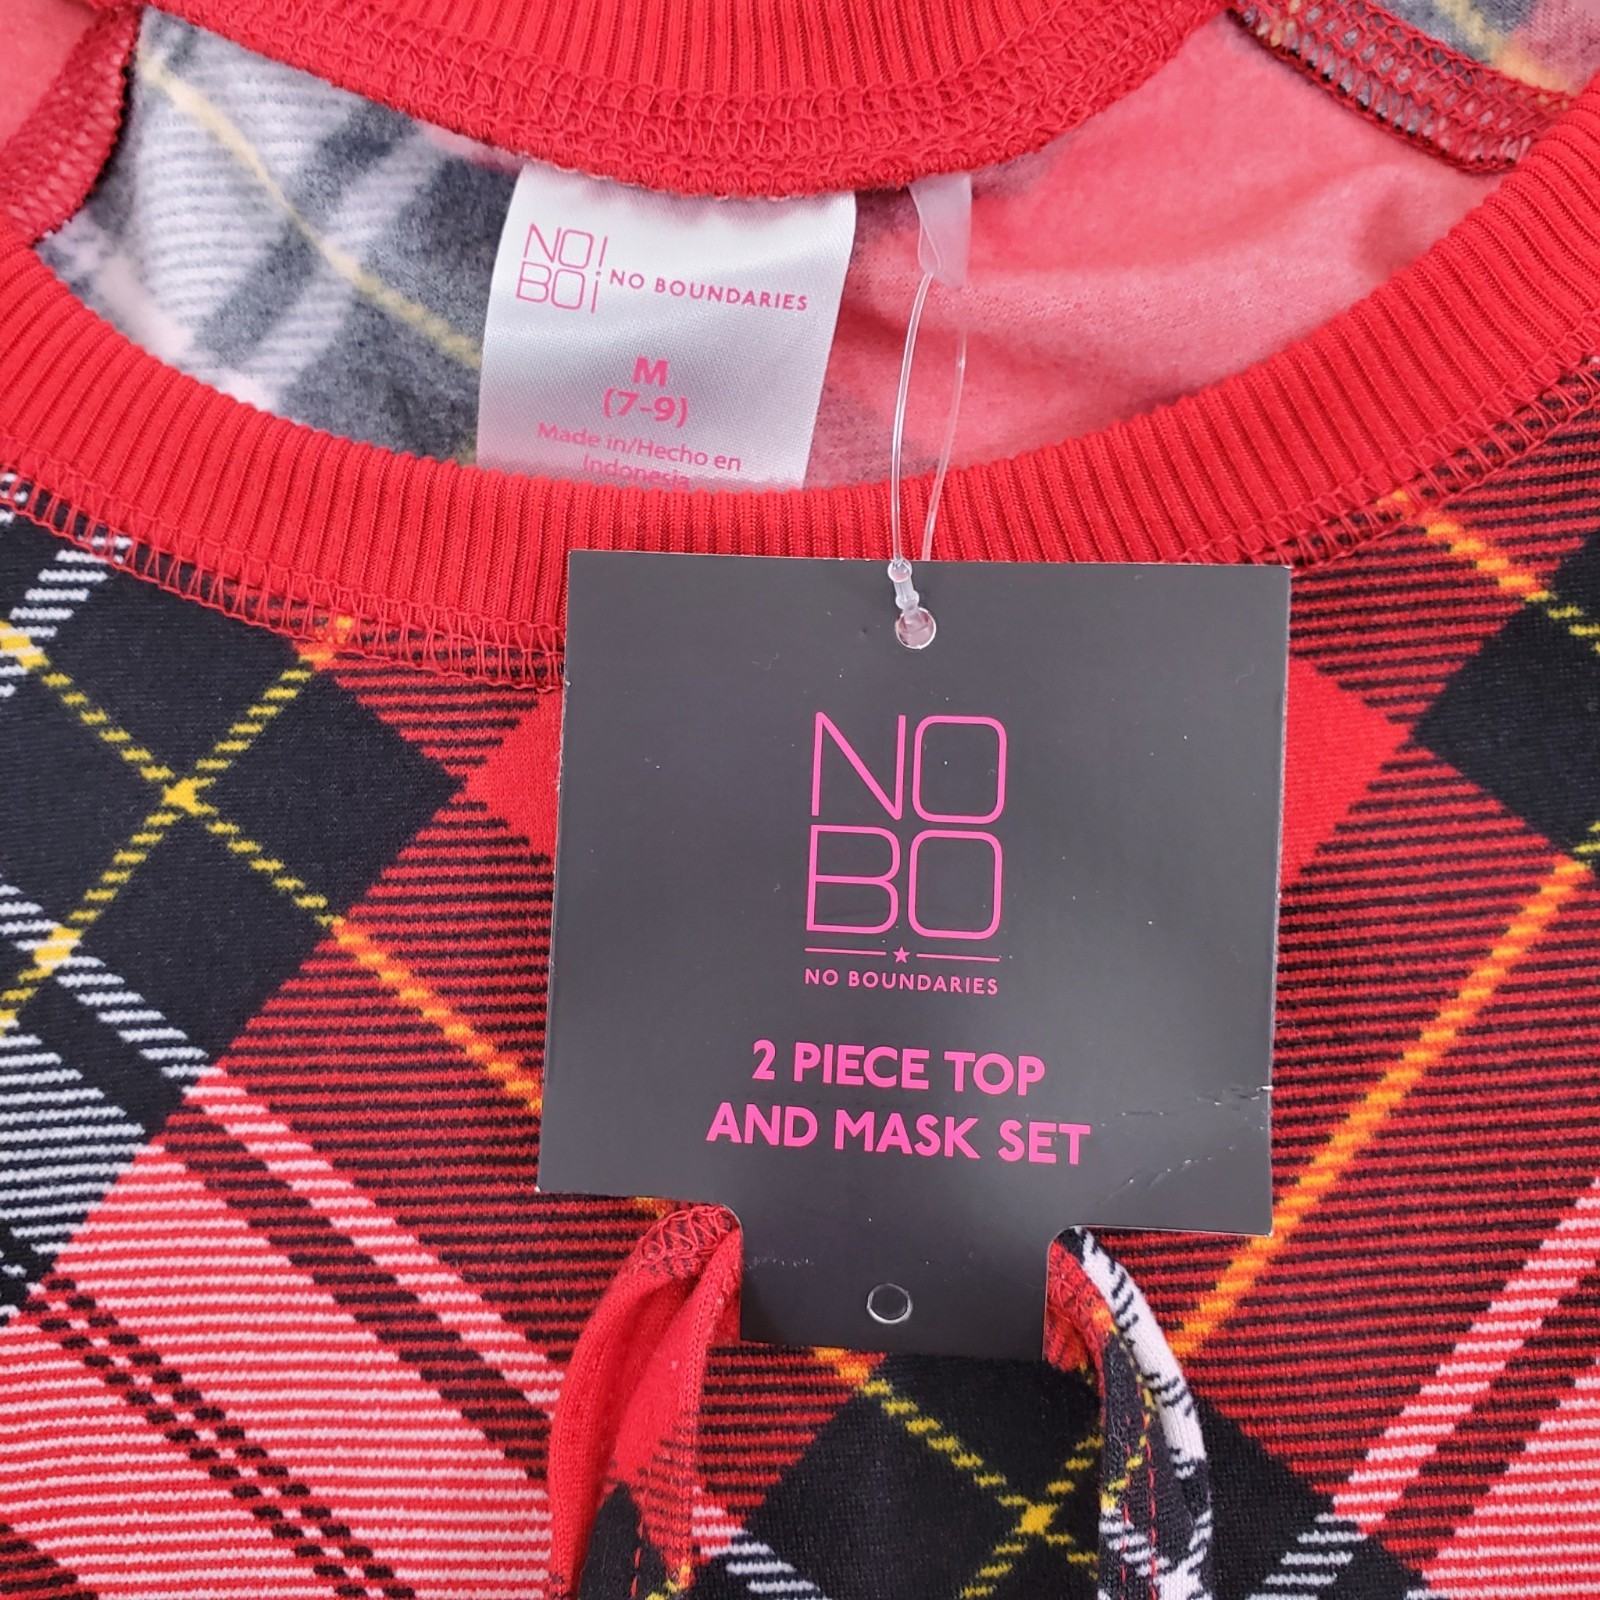 NO!
BO¡ NO BOUNDARIES
M
(7-9)
Made in/Hecho en
Indonesia
NO
BO
NO BOUNDARIES
2 PIECE TOP
AND MASK SET